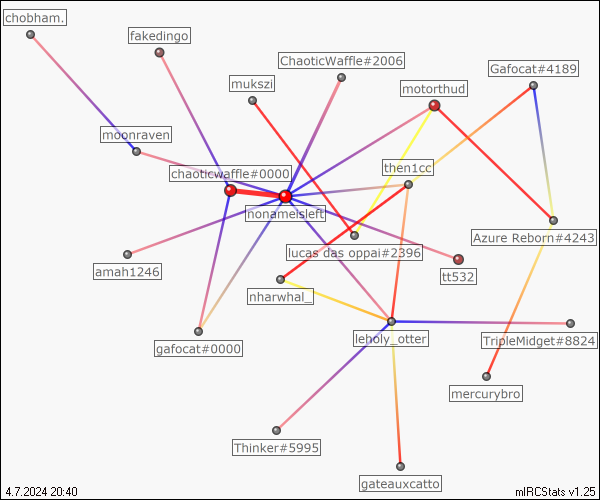 chobham.
fakedingo
ChaoticWaffle#2006
Gafocat#4189
mukszi
motorthud
moonraven
chaoticwaffle#0000
then1cc
nonameisleft
Azure Reborn#4243
lucas das oppai#2396
amah1246
tt532
nharwhal_
gafocat#0000
leholy_otter
TripleMidget#8824
mercurybro
Thinker#5995
gateauxcatto
4.7.2024 20:40
mIRCStats v1.25